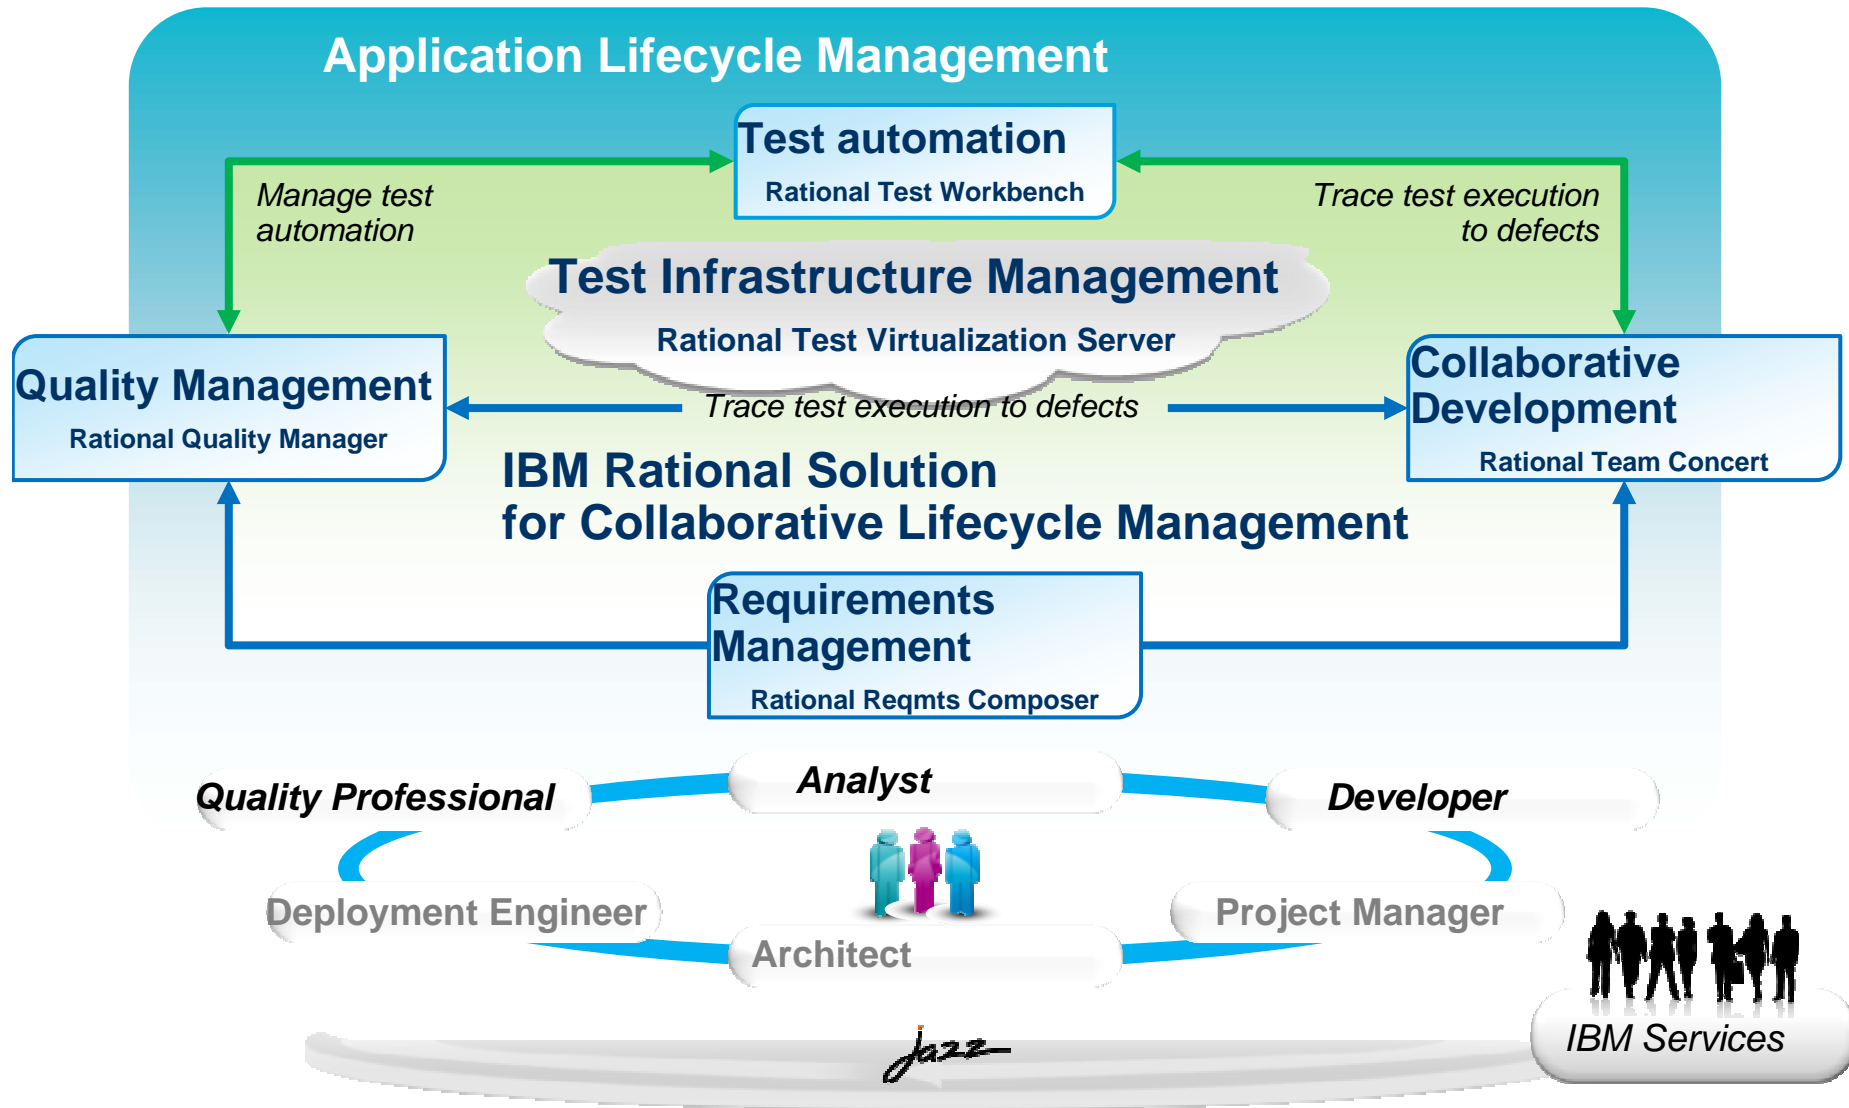 Application Lifecycle Management
Test automation
Rational Test Workbench
Manage test
automation
Trace test execution
to defects
Test Infrastructure Management
Rational Test Virtualization Server
Quality Management
Rational Quality Manager
Trace test execution to defects
Collaborative
Development
Rational Team Concert
IBM Rational Solution
for Collaborative Lifecycle Management
Requirements
Management
Rational Reqmts Composer
Quality Professional
Analyst
Developer
Deployment Engineer
Architect
Project Manager
IBM Services
jazz